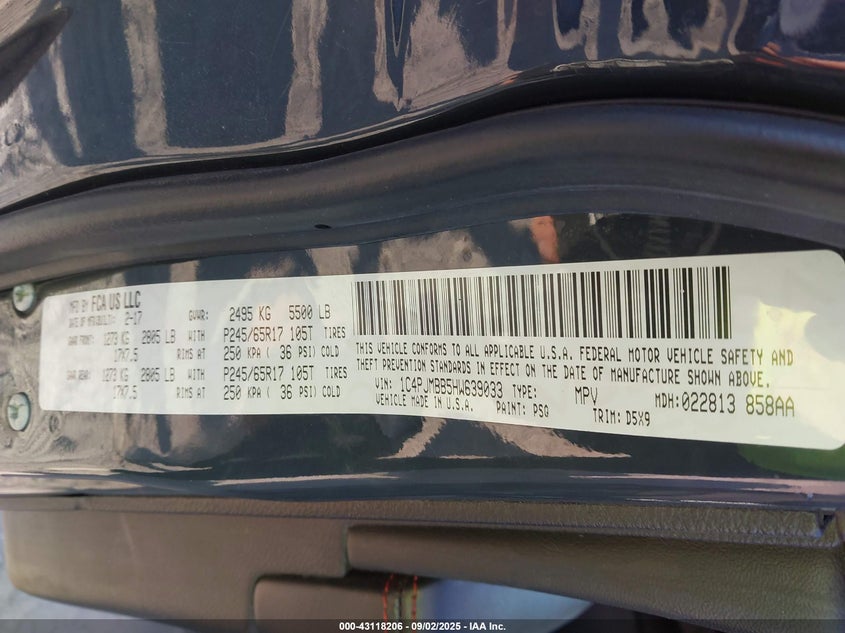 MFD BY FCA US LLC
DATE OF MFR/BUILT: 2-17 GVWR: 2495 KG 5500 LB
GAWR FRONT: 1273 KG 2805 LB WITH P245/65R17 105T TIRES
17X7.5 RIMS AT 250 KPA ( 36 PSI) COLD
GAWR REAR: 1273 KG 2805 LB WITH P245/65R17 105T TIRES
17X7.5 RIMS AT 250 KPA ( 36 PSI) COLD
THIS VEHICLE CONFORMS TO ALL APPLICABLE U.S.A. FEDERAL MOTOR VEHICLE SAFETY AND
THEFT PREVENTION STANDARDS IN EFFECT ON THE DATE OF MANUFACTURE SHOWN ABOVE.
VIN: 1C4PJMBB5HW639033 TYPE: MPV MDH: 022813 858AA
VEHICLE MADE IN U.S.A. PAINT: PSQ TRIM: D5X9
000-43118206 - 09/02/2025 - IAA Inc.